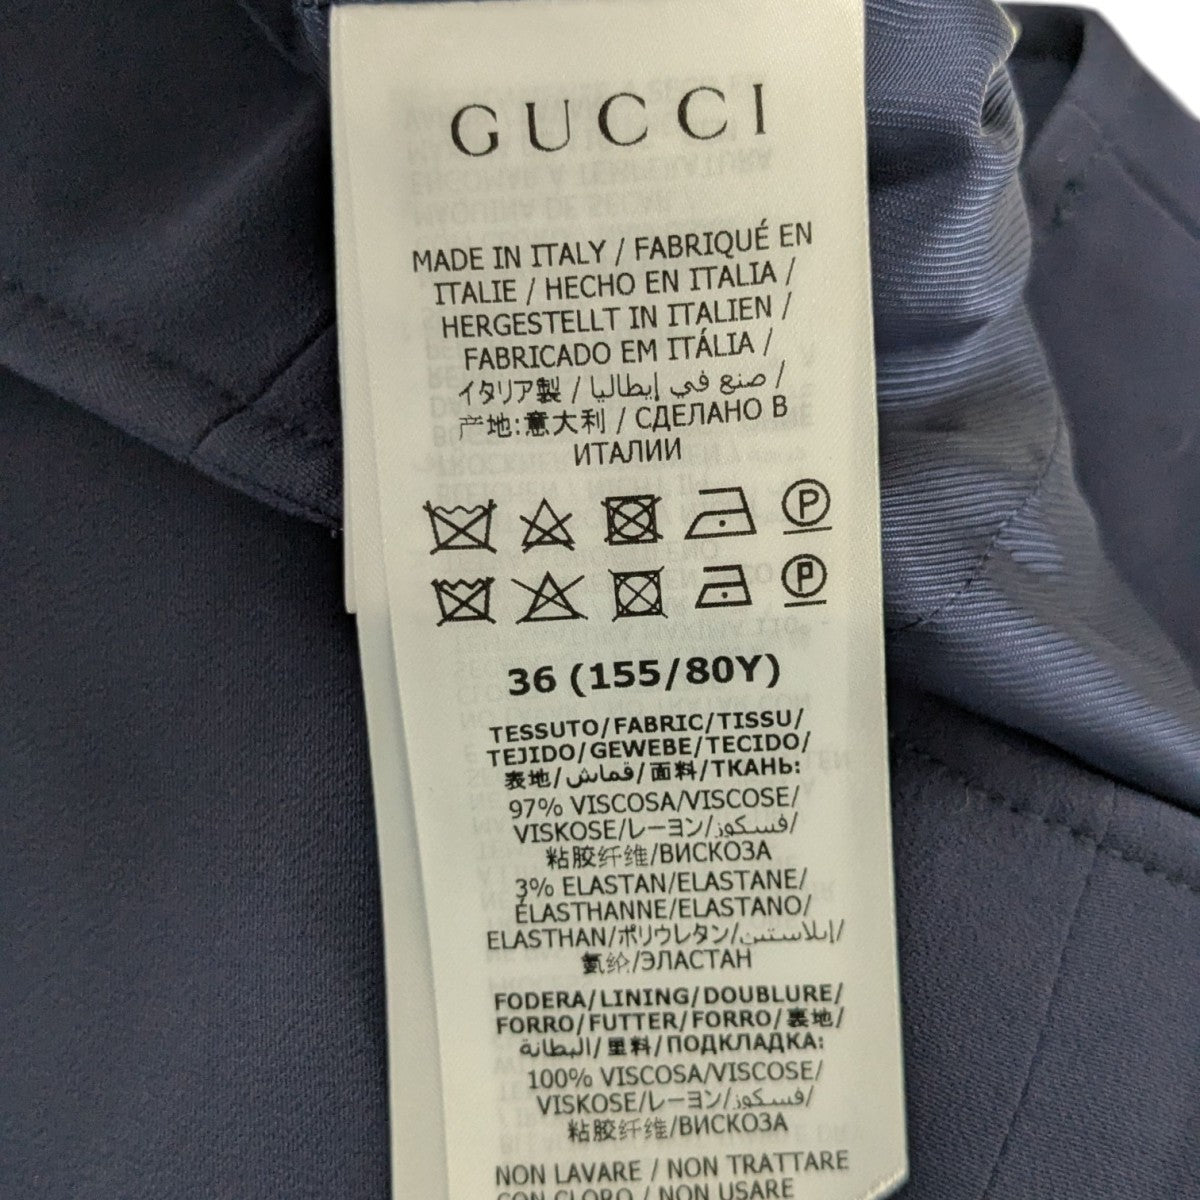 GUCCI
MADE IN ITALY / FABRIQUÉ EN
ITALIE / HECHO EN ITALIA /
HERGESTELLT IN ITALIEN /
FABRICADO EM ITÁLIA /
イタリア製 / صنع في إيطاليا /
产地:意大利 / СДЕЛАНО В
ИТАЛИИ
P
P
36 (155/80Y)
TESSUTO/FABRIC/TISSU/
TEJIDO/GEWEBE/TECIDO/
表地/قماش/面料/ТКАНЬ:
97% VISCOSA/VISCOSE/
VISKOSE/レーヨン/فسكوز/
粘胶纤维/ВИСКОЗА
3% ELASTAN/ELASTANE/
ÉLASTHANNE/ELASTANO/
ELASTHAN/ポリウレタン/إيلاستين/
氨纶/ЭЛАСТАН
FODERA/LINING/DOUBLURE/
FORRO/FUTTER/FORRO/裏地/
البطانة/里料/ПОДКЛАДКА:
100% VISCOSA/VISCOSE/
VISKOSE/レーヨン/فسكوز/
粘胶纤维/ВИСКОЗА
NON LAVARE / NON TRATTARE
CON CLORO / NON USARE